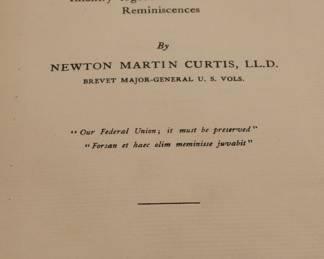 Reminiscences
By
NEWTON MARTIN CURTIS, LL.D.
BREVET MAJOR-GENERAL U. S. VOLS.
"Our Federal Union; it must be preserved"
"Forsan et haec olim meminisse juvabis"